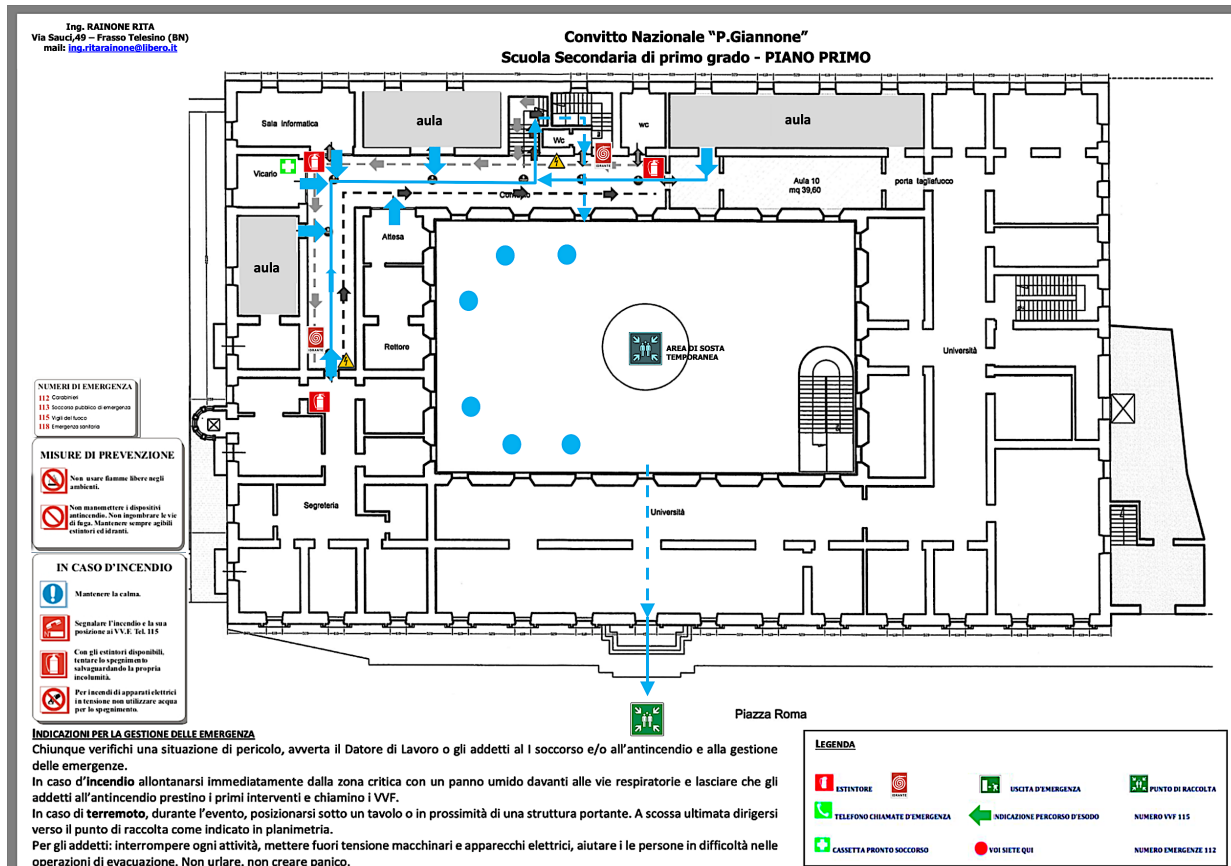 Ing. RAINONE RITA
Via Sauci,49 – Frasso Telesino (BN)
mail: ing.ritarainone@libero.it
Convitto Nazionale “P.Giannone”
Scuola Secondaria di primo grado - PIANO PRIMO
Sala Informatica
aula
Wc
wc
aula
Vicario
Aula 10
mq 39,60
porta tagliafuoco
Attesa
aula
Rettore
AREA DI SOSTA
TEMPORANEA
Università
Segreteria
Università
NUMERI DI EMERGENZA
112 Carabinieri
113 Soccorso pubblico di emergenza
115 Vigili del fuoco
118 Emergenza sanitaria
MISURE DI PREVENZIONE
Non usare fiamme libere negli
ambienti.
Non manomettere i dispositivi
antincendio. Non ingombrare le vie
di fuga. Mantenere sempre agibili
estintori ed idranti.
IN CASO D’INCENDIO
Mantenere la calma.
Segnalare l’incendio e la sua
posizione ai VV.F. Tel. 115
Con gli estintori disponibili,
tentare lo spegnimento
salvaguardando la propria
incolumità.
Per incendi di apparati elettrici
in tensione non utilizzare acqua
per lo spegnimento.
Piazza Roma
INDICAZIONI PER LA GESTIONE DELLE EMERGENZA
Chiunque verifichi una situazione di pericolo, avverta il Datore di Lavoro o gli addetti al I soccorso e/o all’antincendio e alla gestione
delle emergenze.
In caso d’incendio allontanarsi immediatamente dalla zona critica con un panno umido davanti alle vie respiratorie e lasciare che gli
addetti all’antincendio prestino i primi interventi e chiamino i VVF.
In caso di terremoto, durante l’evento, posizionarsi sotto un tavolo o in prossimità di una struttura portante. A scossa ultimata dirigersi
verso il punto di raccolta come indicato in planimetria.
Per gli addetti: interrompere ogni attività, mettere fuori tensione macchinari e apparecchi elettrici, aiutare i le persone in difficoltà nelle
operazioni di evacuazione. Non urlare, non creare panico.
LEGENDA
ESTINTORE
IDRANTE
USCITA D’EMERGENZA
PUNTO DI RACCOLTA
TELEFONO CHIAMATE D’EMERGENZA
INDICAZIONE PERCORSO D’ESODO
NUMERO VVF 115
CASSETTA PRONTO SOCCORSO
VOI SIETE QUI
NUMERO EMERGENZE 112